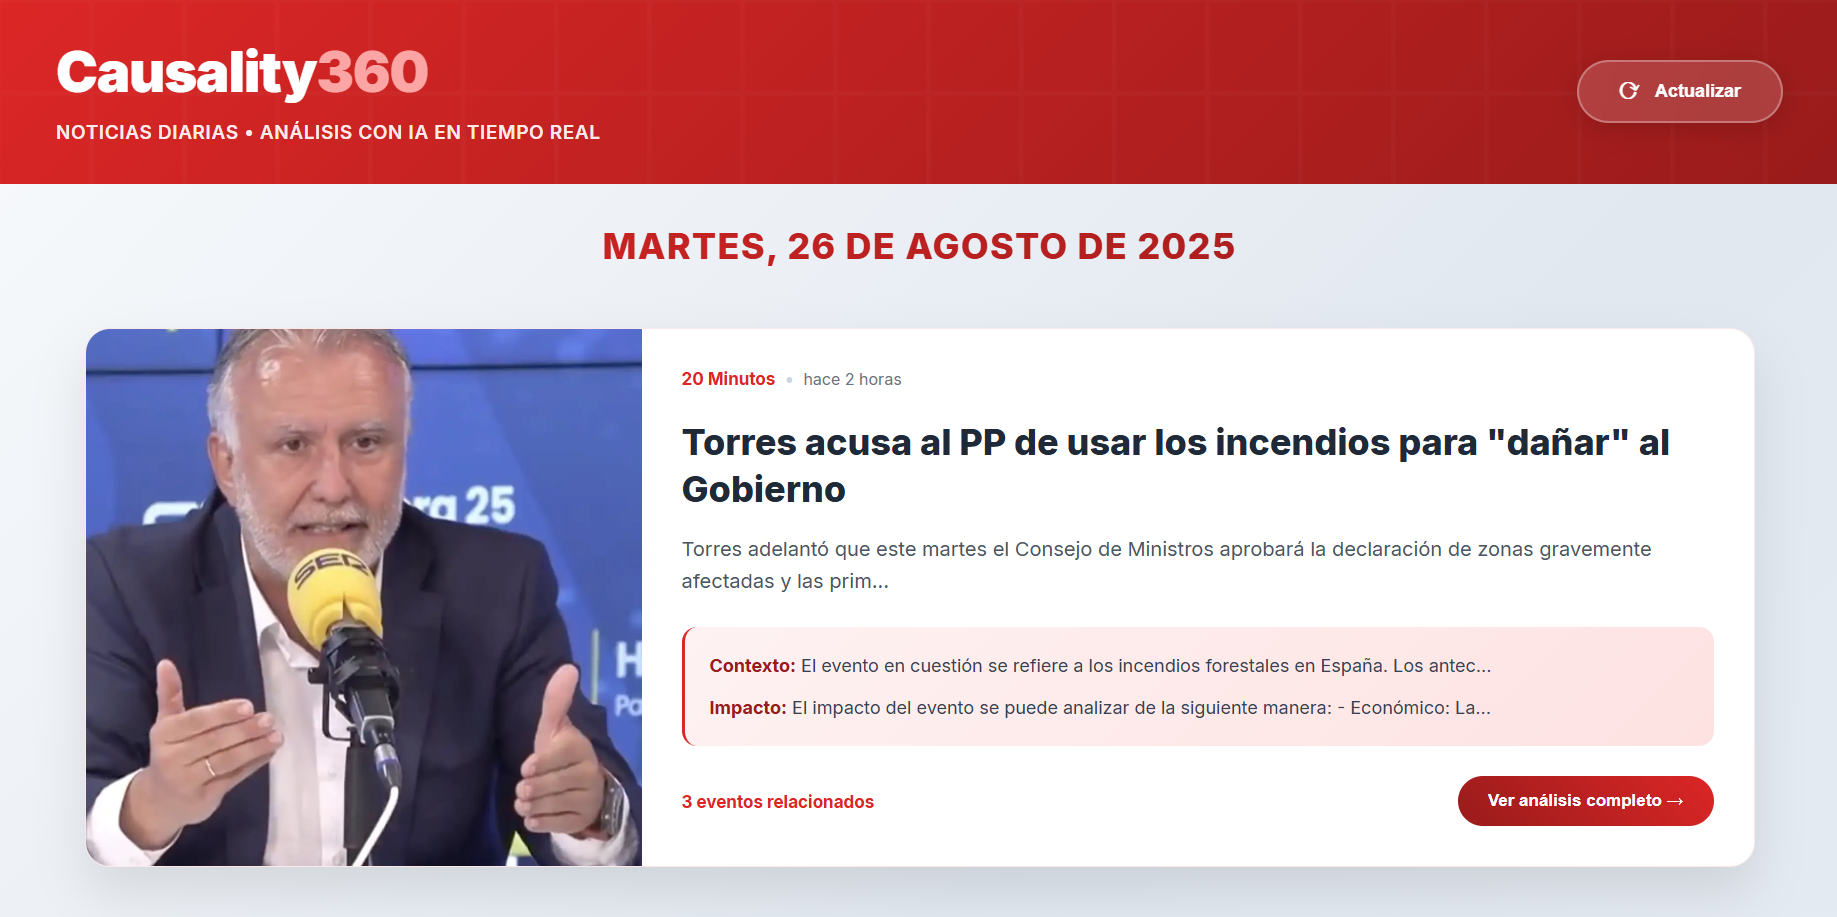 Causality360
NOTICIAS DIARIAS • ANÁLISIS CON IA EN TIEMPO REAL
Actualizar
MARTES, 26 DE AGOSTO DE 2025
20 Minutos • hace 2 horas
Torres acusa al PP de usar los incendios para "dañar" al
Gobierno
Torres adelantó que este martes el Consejo de Ministros aprobará la declaración de zonas gravemente
afectadas y las prim...
Contexto: El evento en cuestión se refiere a los incendios forestales en España. Los antec...
Impacto: El impacto del evento se puede analizar de la siguiente manera: - Económico: La...
3 eventos relacionados
Ver análisis completo →
25
SER